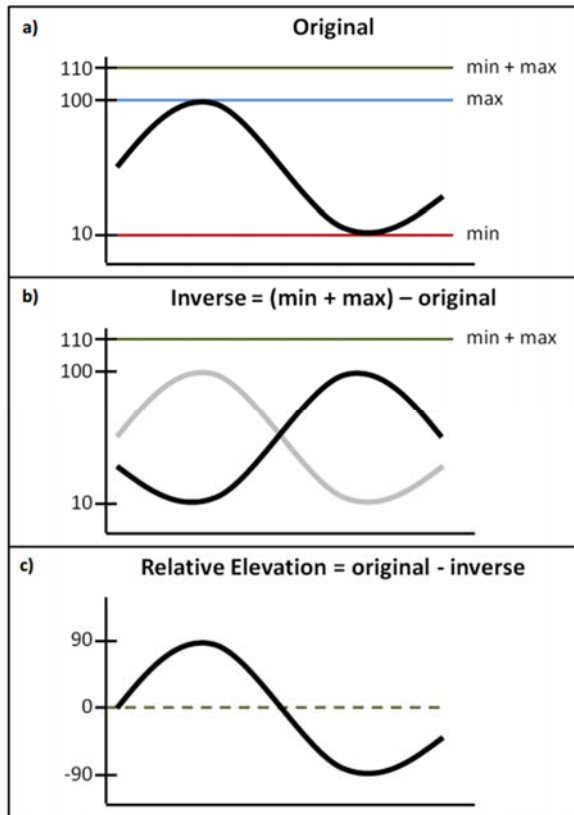 a)
Original
110
min + max
100
max
10
min
b)
Inverse = (min + max) – original
110
min + max
100
10
c)
Relative Elevation = original - inverse
90
0
-90